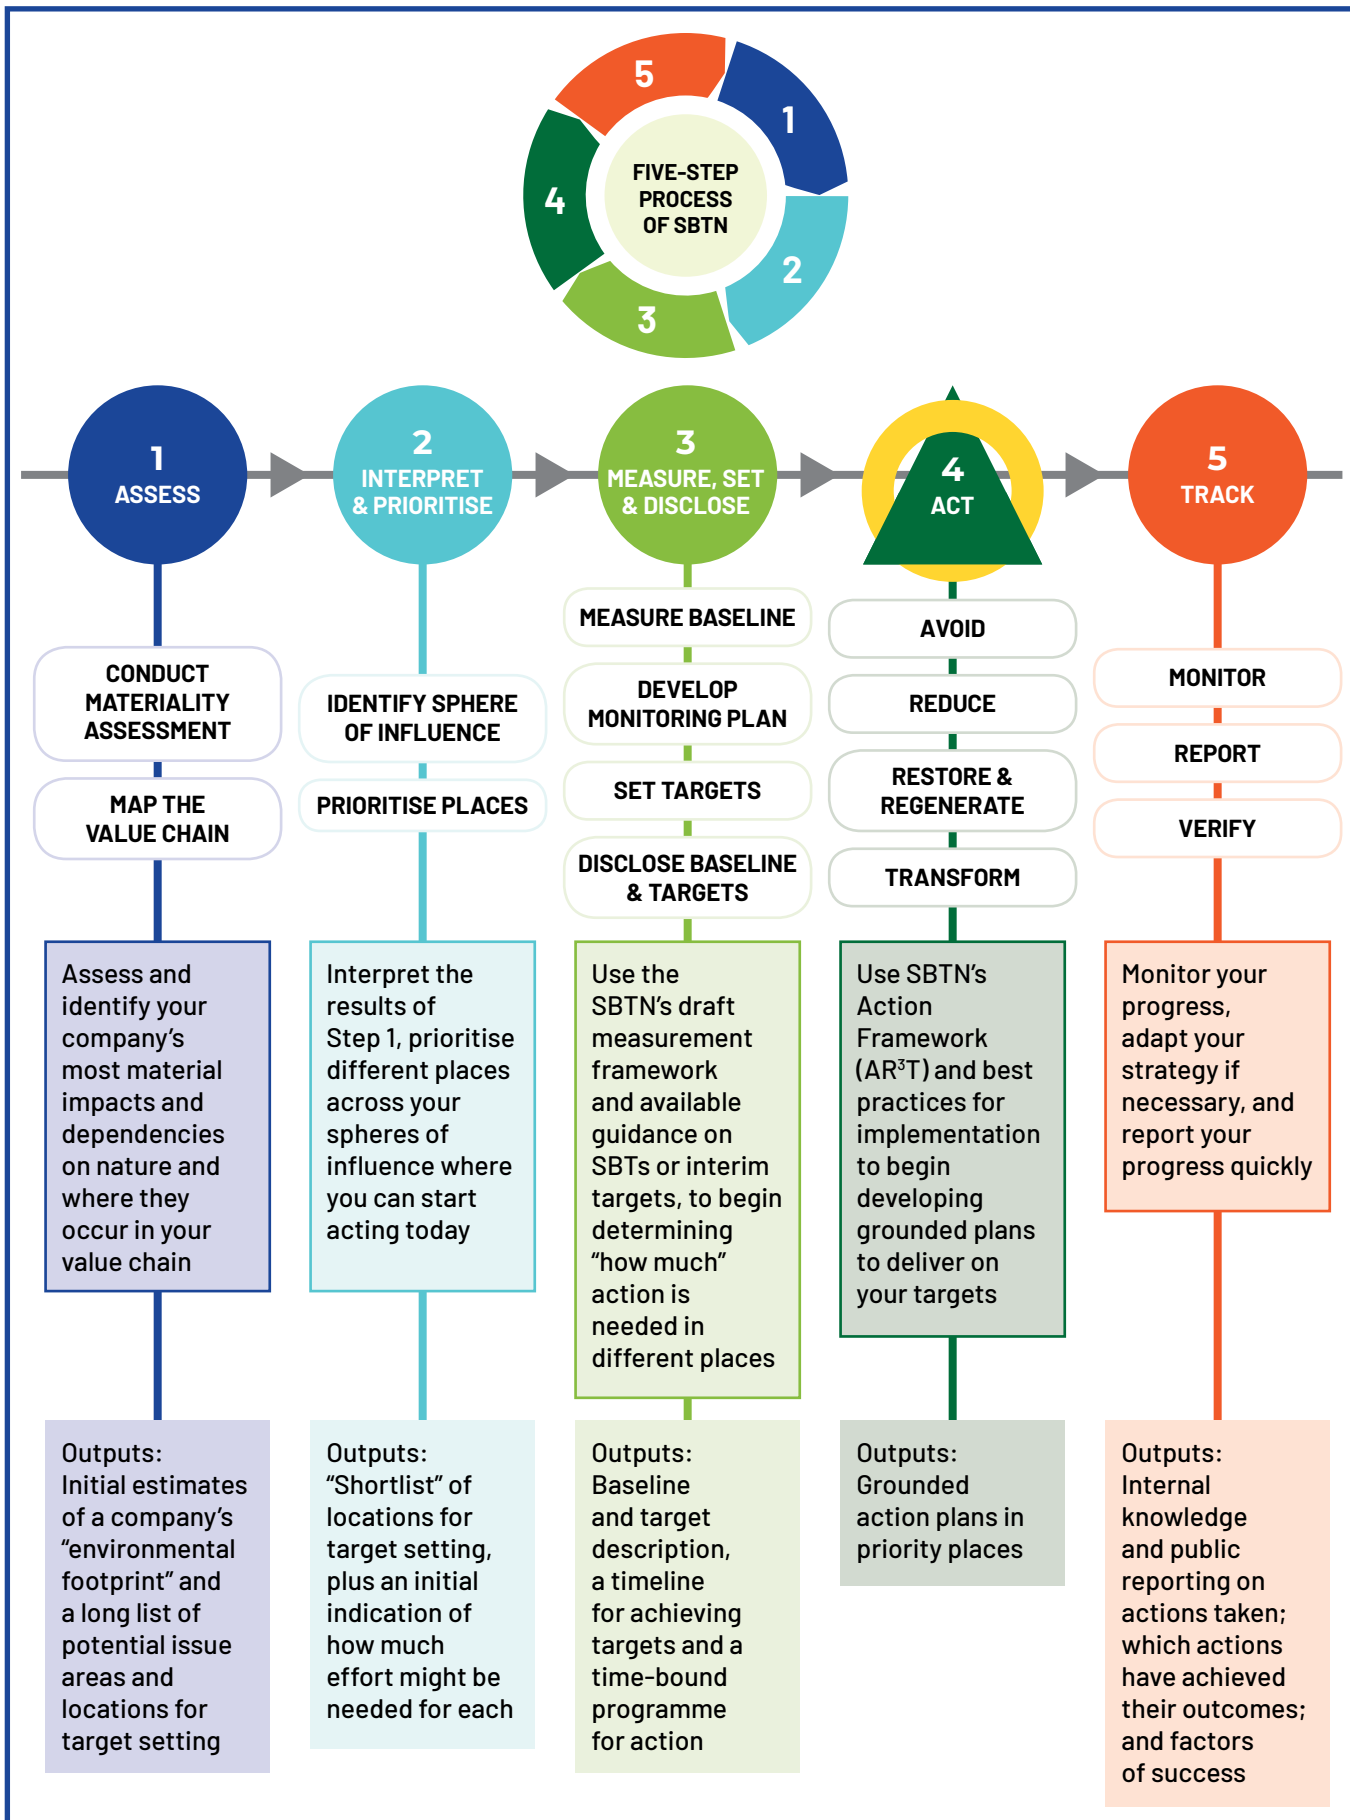 5
1
FIVE-STEP
PROCESS
OF SBTN
4
2
3
1
ASSESS
2
INTERPRET
& PRIORITISE
3
MEASURE, SET
& DISCLOSE
4
ACT
5
TRACK
CONDUCT
MATERIALITY
ASSESSMENT
MAP THE
VALUE CHAIN
IDENTIFY SPHERE
OF INFLUENCE
PRIORITISE PLACES
MEASURE BASELINE
DEVELOP
MONITORING PLAN
SET TARGETS
DISCLOSE BASELINE
& TARGETS
AVOID
REDUCE
RESTORE &
REGENERATE
TRANSFORM
MONITOR
REPORT
VERIFY
Assess and
identify your
company’s
most material
impacts and
dependencies
on nature and
where they
occur in your
value chain
Interpret the
results of
Step 1, prioritise
different places
across your
spheres of
influence where
you can start
acting today
Use the
SBTN’s draft
measurement
framework
and available
guidance on
SBTs or interim
targets, to begin
determining
“how much”
action is
needed in
different places
Use SBTN’s
Action
Framework
(AR³T) and best
practices for
implementation
to begin
developing
grounded plans
to deliver on
your targets
Monitor your
progress,
adapt your
strategy if
necessary, and
report your
progress quickly
Outputs:
Initial estimates
of a company’s
“environmental
footprint” and
a long list of
potential issue
areas and
locations for
target setting
Outputs:
“Shortlist” of
locations for
target setting,
plus an initial
indication of
how much
effort might be
needed for each
Outputs:
Baseline
and target
description,
a timeline
for achieving
targets and a
time-bound
programme
for action
Outputs:
Grounded
action plans in
priority places
Outputs:
Internal
knowledge
and public
reporting on
actions taken;
which actions
have achieved
their outcomes;
and factors
of success